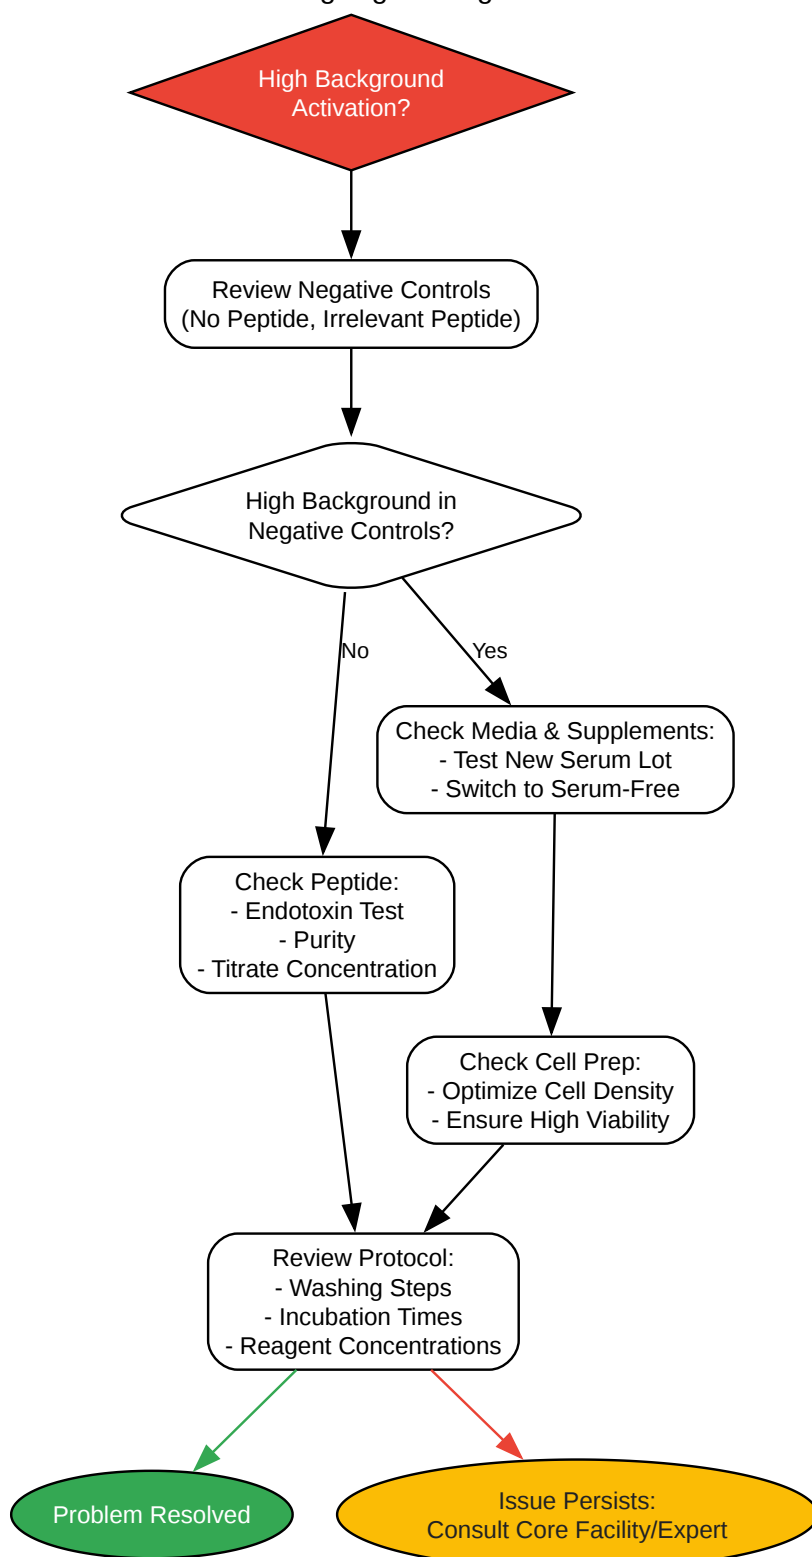 High Background
Activation?
Review Negative Controls
(No Peptide, Irrelevant Peptide)
High Background in
Negative Controls?
No
Yes
Check Media & Supplements:
- Test New Serum Lot
- Switch to Serum-Free
Check Peptide:
- Endotoxin Test
- Purity
- Titrate Concentration
Check Cell Prep:
- Optimize Cell Density
- Ensure High Viability
Review Protocol:
- Washing Steps
- Incubation Times
- Reagent Concentrations
Problem Resolved
Issue Persists:
Consult Core Facility/Expert